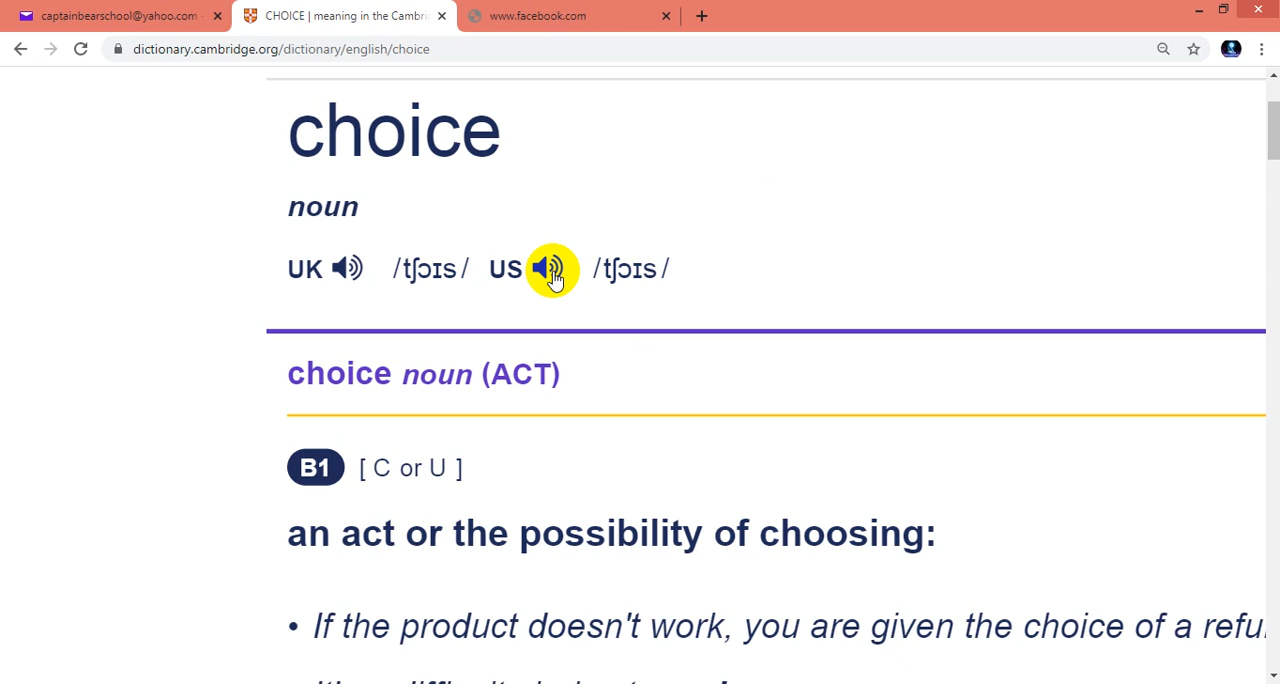 captainbearschool@yahoo.com
CHOICE | meaning in the Cambri
www.facebook.com
dictionary.cambridge.org/dictionary/english/choice
choice
noun
UK /tʃɔɪs/ US /tʃɔɪs/
choice noun (ACT)
B1 [ C or U ]
an act or the possibility of choosing:
• If the product doesn't work, you are given the choice of a refu